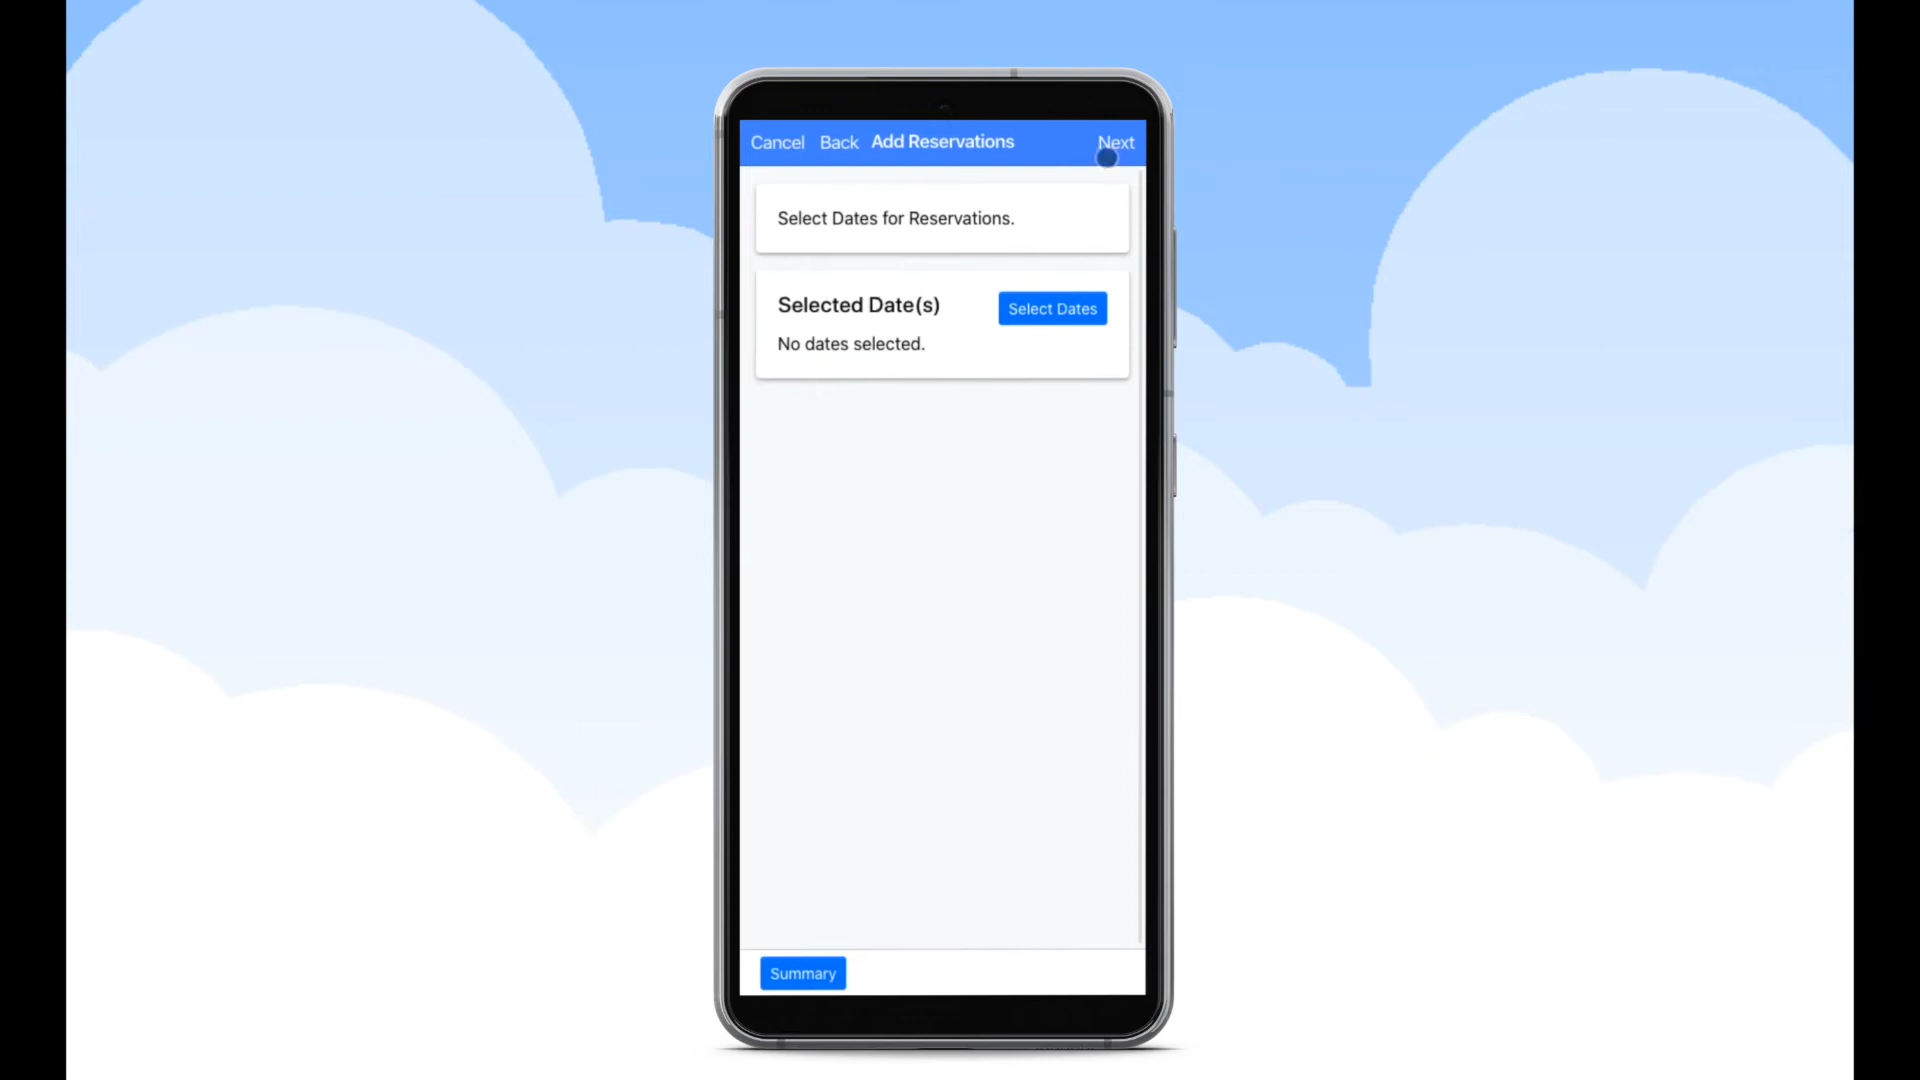 Cancel Back Add Reservations Next
Select Dates for Reservations.
Selected Date(s) Select Dates
No dates selected.
Summary